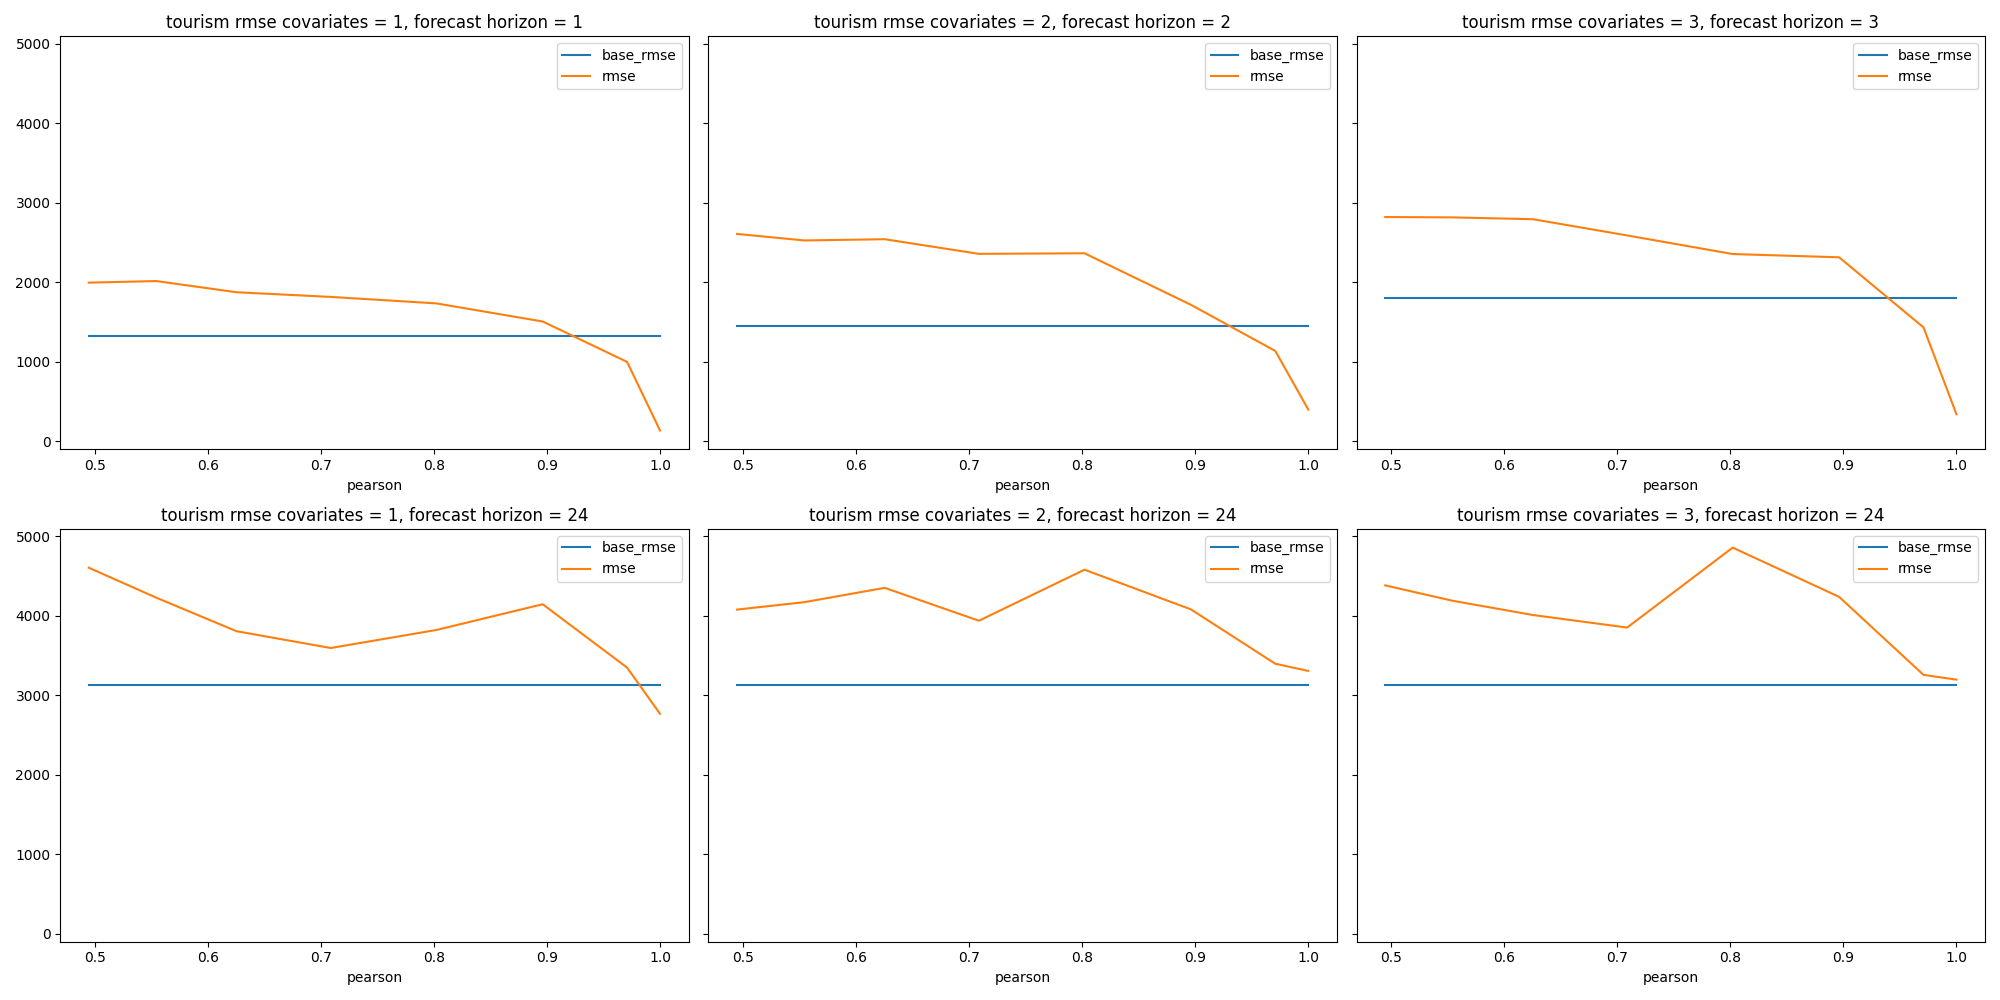 tourism rmse covariates = 1, forecast horizon = 1
5000
4000
3000
2000
1000
0
0.5 0.6 0.7 0.8 0.9 1.0
pearson
base_rmse
rmse
tourism rmse covariates = 2, forecast horizon = 2
0.5 0.6 0.7 0.8 0.9 1.0
pearson
base_rmse
rmse
tourism rmse covariates = 3, forecast horizon = 3
0.5 0.6 0.7 0.8 0.9 1.0
pearson
base_rmse
rmse
tourism rmse covariates = 1, forecast horizon = 24
5000
4000
3000
2000
1000
0
0.5 0.6 0.7 0.8 0.9 1.0
pearson
base_rmse
rmse
tourism rmse covariates = 2, forecast horizon = 24
0.5 0.6 0.7 0.8 0.9 1.0
pearson
base_rmse
rmse
tourism rmse covariates = 3, forecast horizon = 24
0.5 0.6 0.7 0.8 0.9 1.0
pearson
base_rmse
rmse